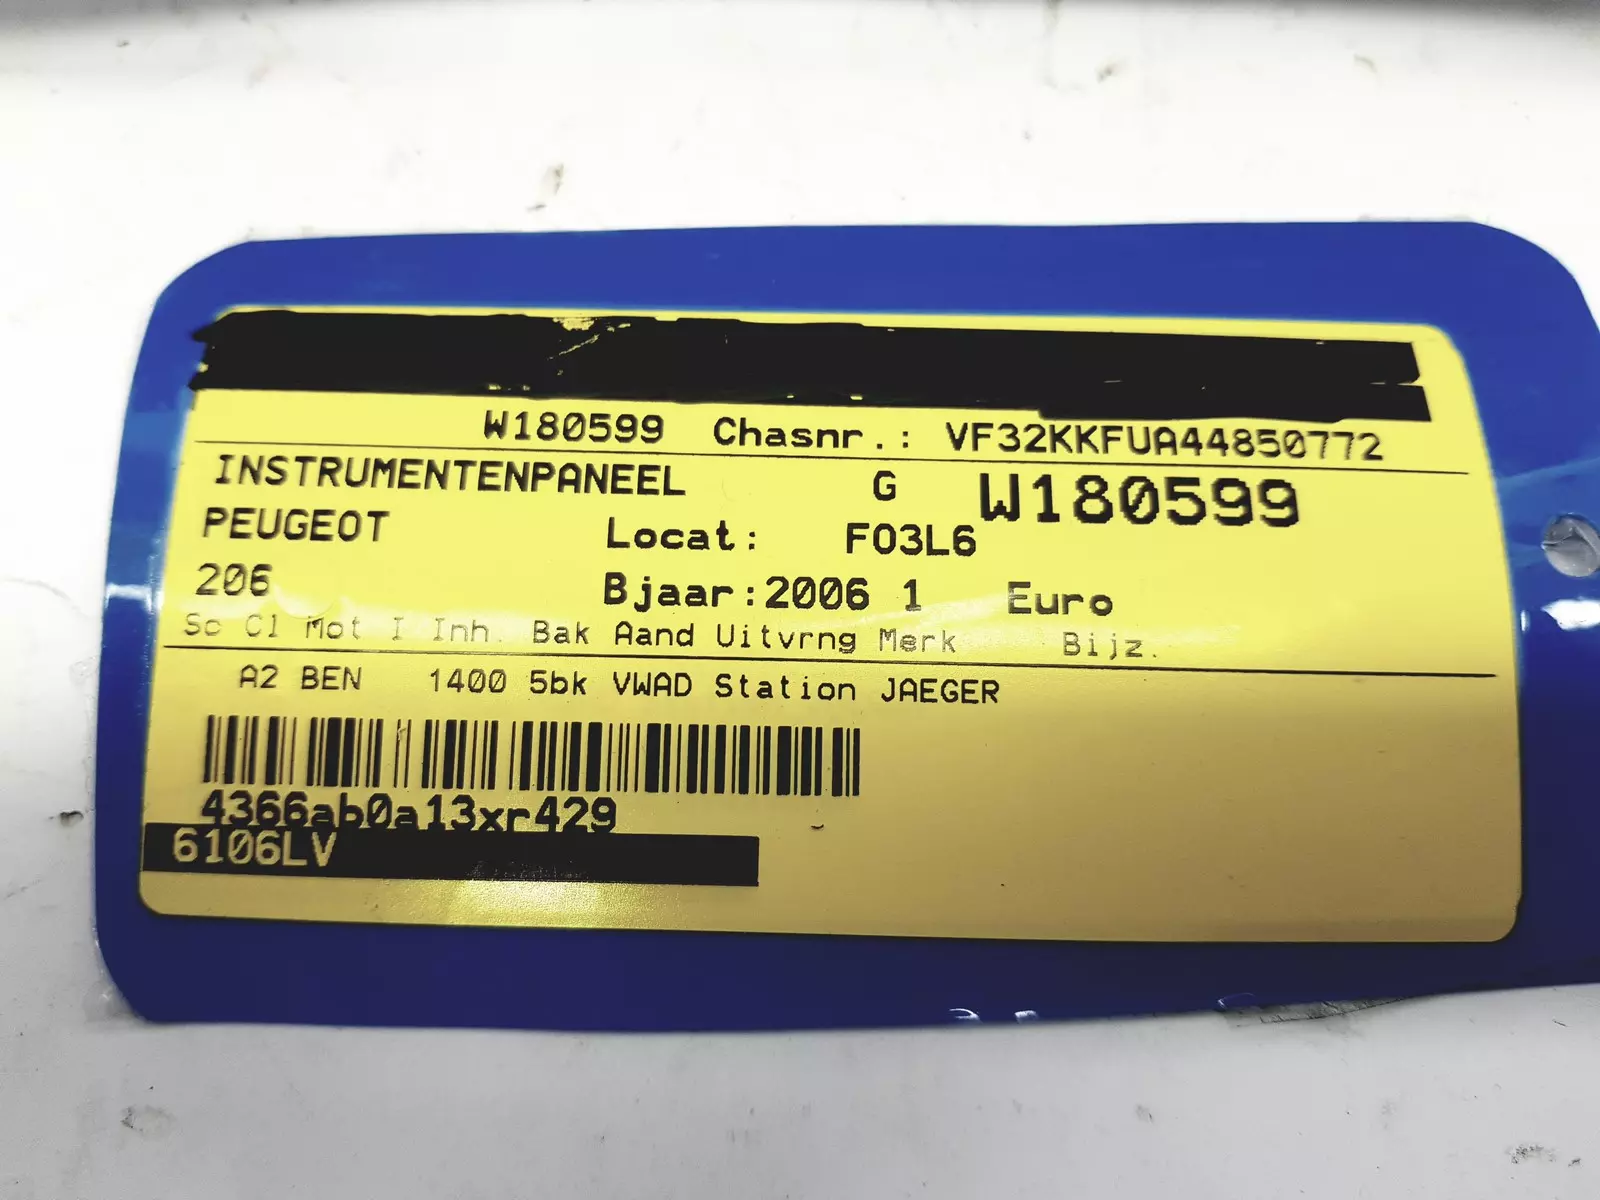 W180599 Chasnr.: VF32KKFUA44850772
INSTRUMENTENPANEEL G W180599
PEUGEOT Locat: F03L6
206 Bjaar:2006 1 Euro
Sc Cl Mot I Inh. Bak Aand Uitvrng Merk Bijz.
A2 BEN 1400 5bk VWAD Station JAEGER
4366ab0a13xr429
6106LV